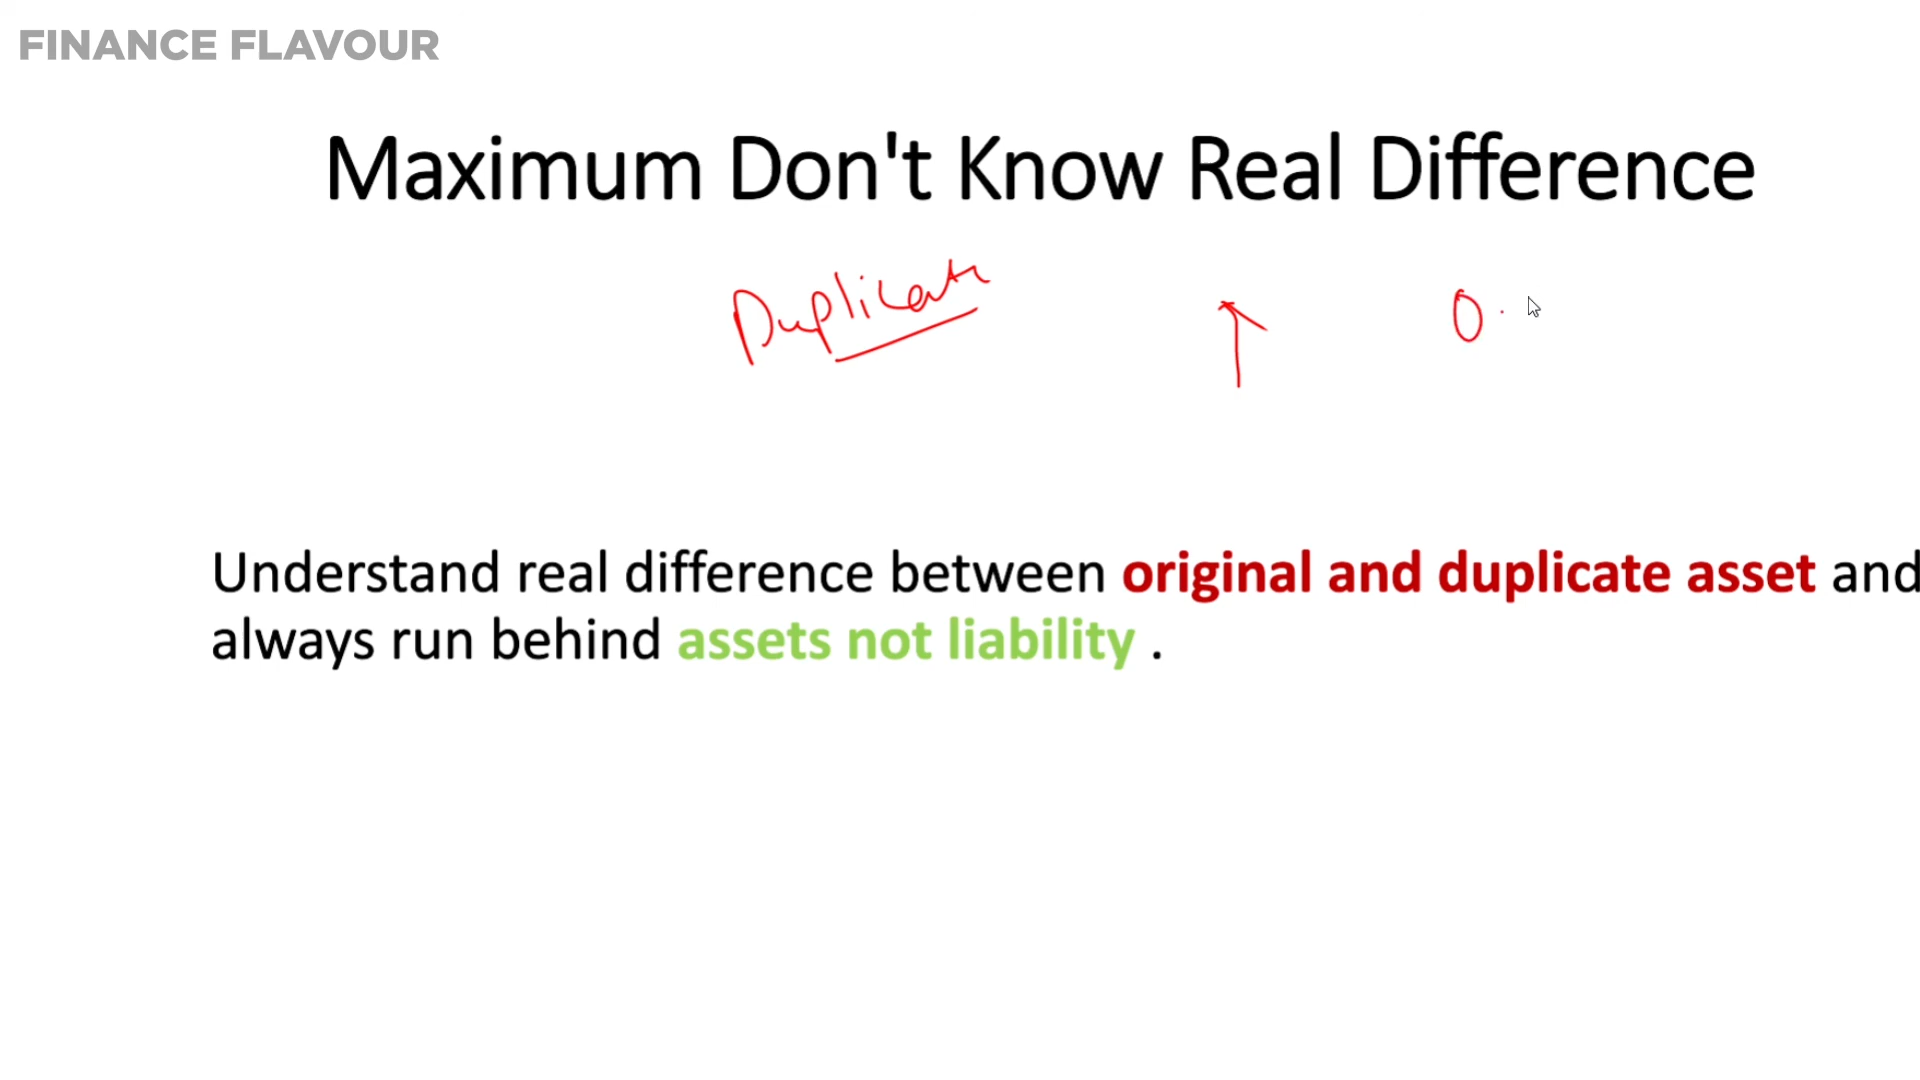 FINANCE FLAVOUR
Maximum Don't Know Real Difference
Duplicate
O
Understand real difference between original and duplicate asset and
always run behind assets not liability .